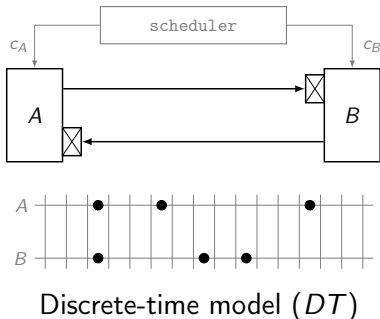 scheduler
c_A
c_B
A
B
A
B
Discrete-time model (DT)